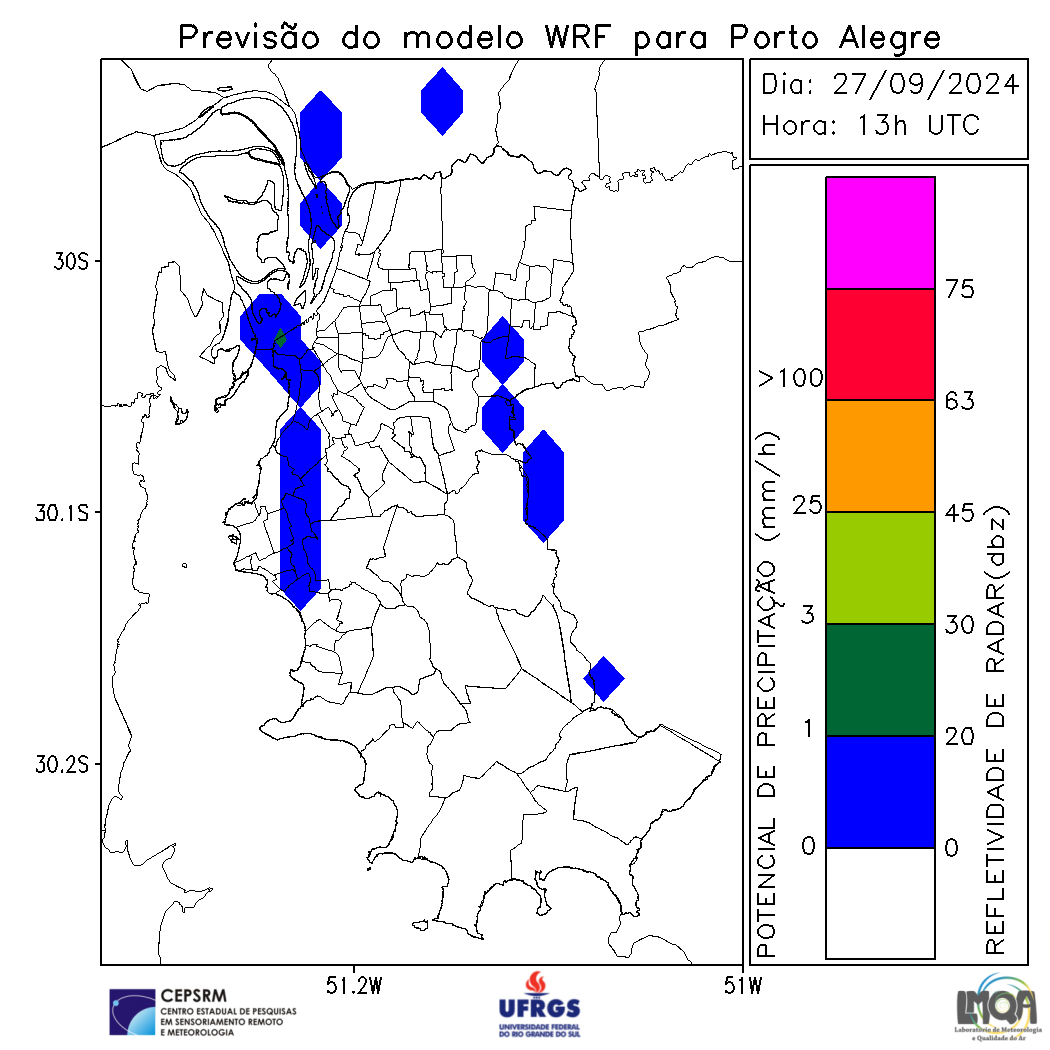 Previsão do modelo WRF para Porto Alegre
Dia: 27/09/2024
Hora: 13h UTC
30S
30.1S
30.2S
51.2W
51W
POTENCIAL DE PRECIPITAÇÃO (mm/h)
>100
25
3
1
0
75
63
45
30
20
0
REFLETIVIDADE DE RADAR(dbz)
CEPSRM
CENTRO ESTADUAL DE PESQUISAS
EM SENSORIAMENTO REMOTO
E METEOROLOGIA
UFRGS
UNIVERSIDADE FEDERAL
DO RIO GRANDE DO SUL
LMQA
Laboratório de Meteorologia
e Qualidade do Ar